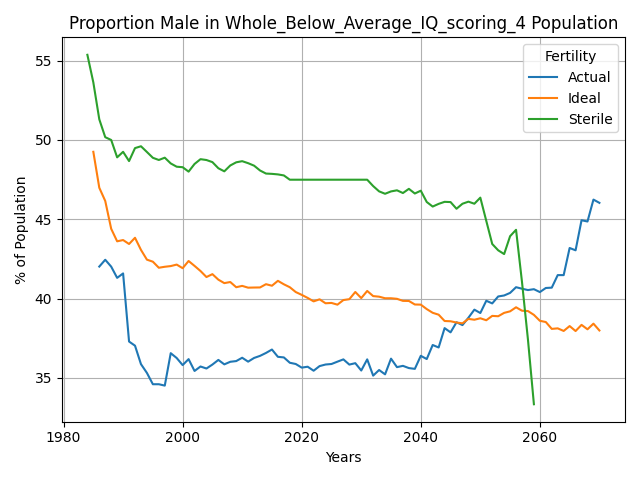 Proportion Male in Whole_Below_Average_IQ_scoring_4 Population
% of Population
55
50
45
40
35
Fertility
Actual
Ideal
Sterile
1980
2000
2020
2040
2060
Years